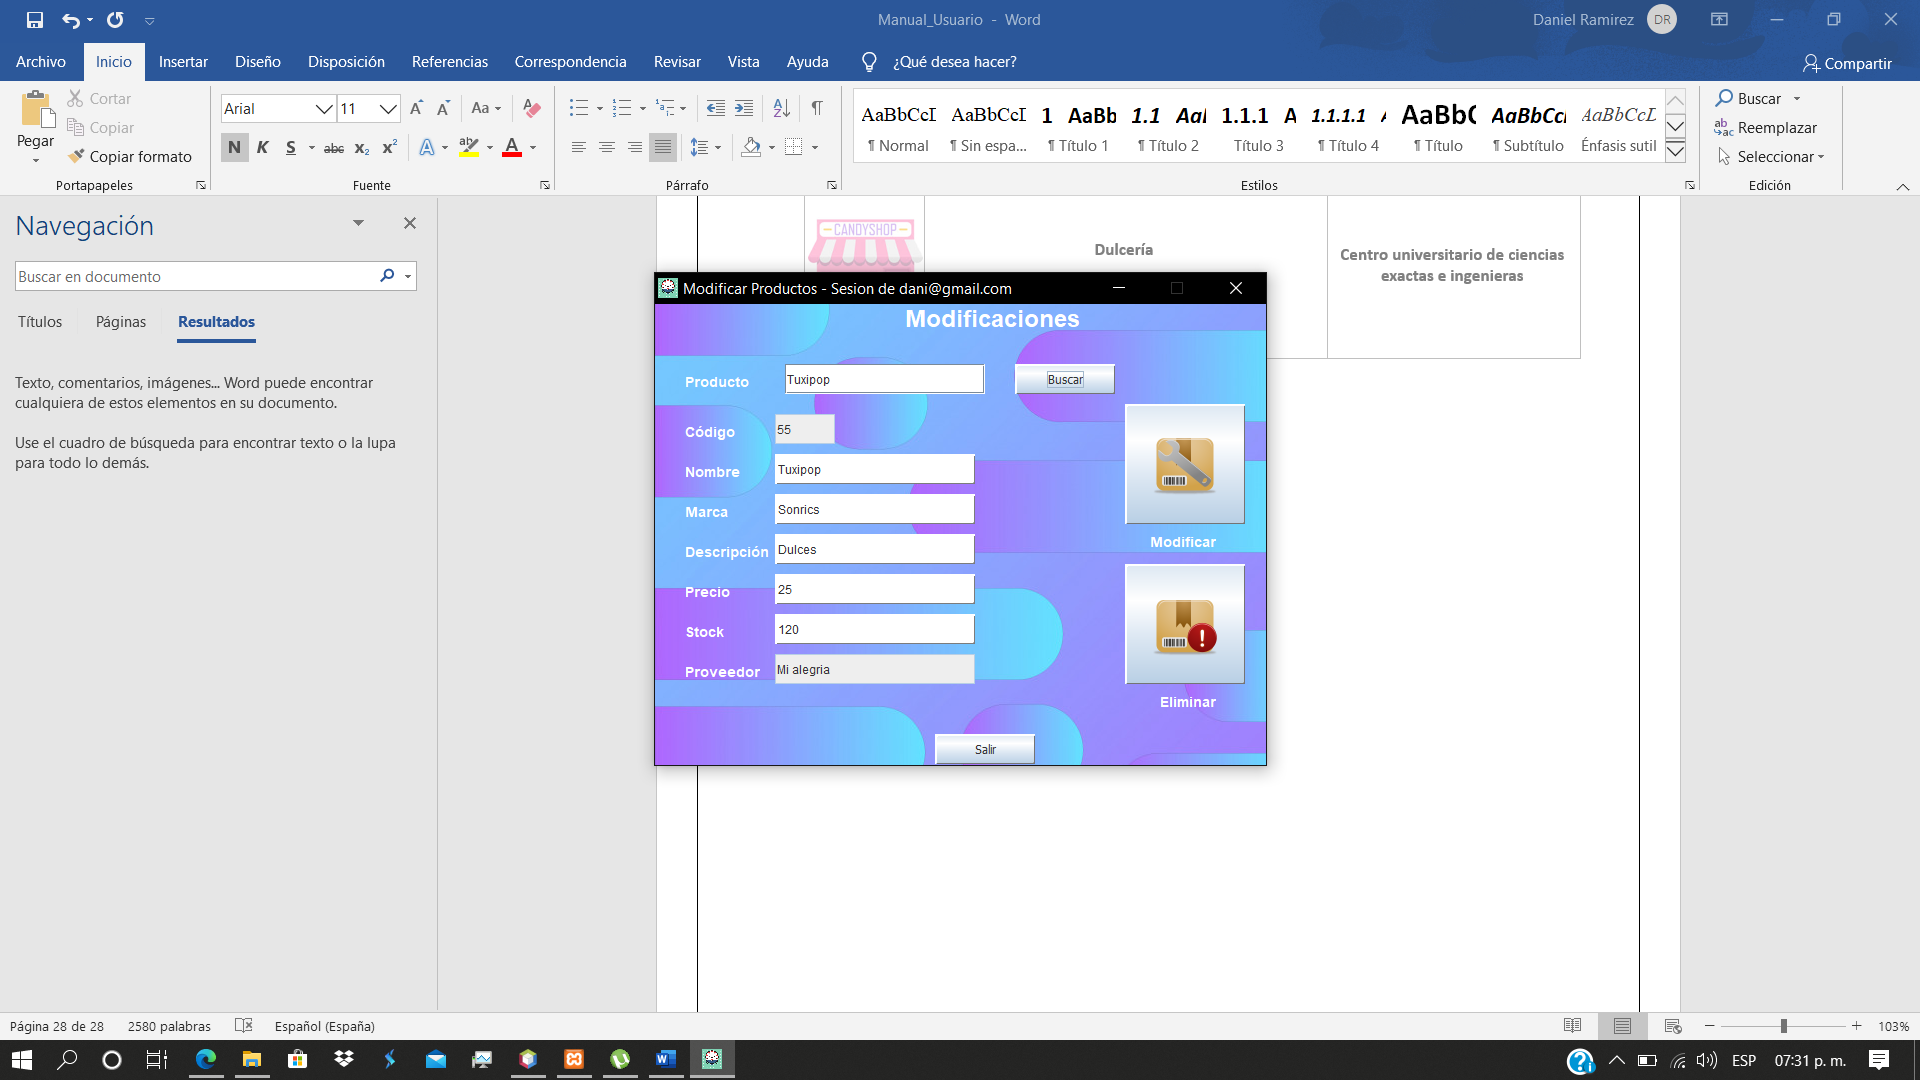 Manual_Usuario - Word
Daniel Ramirez
DR
Archivo Inicio Insertar Diseño Disposición Referencias Correspondencia Revisar Vista Ayuda ¿Qué desea hacer? Compartir
Pegar
Cortar
Copiar
Copiar formato
Portapapeles
Arial 11
Aa
N K S abc x₂ x²
Fuente
Párrafo
AaBbCcI AaBbCcI 1 AaBb 1.1 Aal 1.1.1 A 1.1.1.1 AaBbC AaBbCc AaBbCcL
¶ Normal ¶ Sin espa... ¶ Título 1 ¶ Título 2 Título 3 ¶ Título 4 ¶ Título ¶ Subtítulo Énfasis sutil
Estilos
Buscar
Reemplazar
Seleccionar
Edición
Navegación
Buscar en documento
Títulos Páginas Resultados
Texto, comentarios, imágenes... Word puede encontrar
cualquiera de estos elementos en su documento.
Use el cuadro de búsqueda para encontrar texto o la lupa
para todo lo demás.
CANDYSHOP
Dulcería
Centro universitario de ciencias
exactas e ingenieras
Modificar Productos - Sesion de dani@gmail.com
Modificaciones
Producto Tuxipop Buscar
Código 55
Nombre Tuxipop
Marca Sonrics
Descripción Dulces
Precio 25
Stock 120
Proveedor Mi alegria
Modificar
Eliminar
Salir
Página 28 de 28 2580 palabras Español (España) 103%
ESP 07:31 p. m.